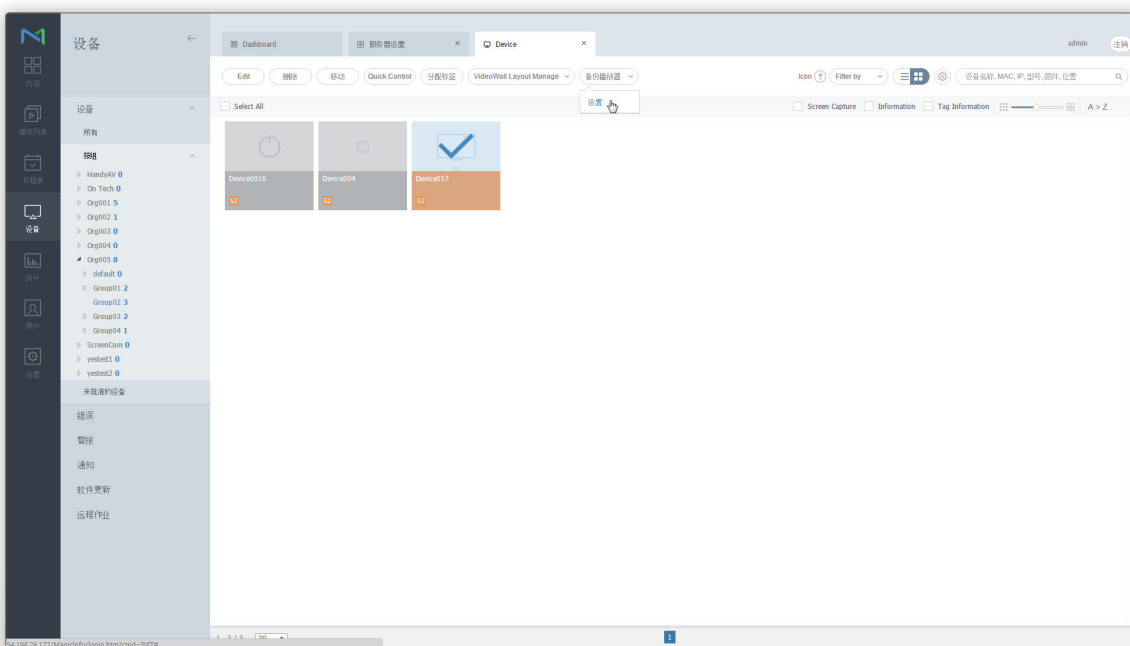 设备
Dashboard
服务器设置
Device
admin
注销
内容
播放列表
日程表
设备
统计
用户
设置
Edit
删除
移动
Quick Control
分配标签
VideoWall Layout Manage
备份播放器
Icon ?
Filter by
设备名称, MAC, IP, 型号, 固件, 位置
设置
Select All
Screen Capture
Information
Tag Information
A > Z
设备
所有
按组
HandyAV 0
On Tech 0
Org001 5
Org002 1
Org003 0
Org004 0
Org005 8
default 0
Group01 2
Group02 3
Group03 2
Group04 1
ScreenCom 0
yestest1 0
yestest2 0
未批准的设备
错误
警报
通知
软件更新
远程作业
Device0016
S2
Device004
S2
Device017
S2
1